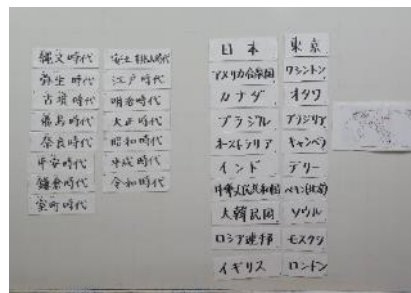 縄文時代
弥生時代
古墳時代
飛鳥時代
奈良時代
平安時代
鎌倉時代
室町時代
安土桃山時代
江戸時代
明治時代
大正時代
昭和時代
平成時代
令和時代
日本 東京
アメリカ合衆国 ワシントン
カナダ オタワ
ブラジル ブラジリア
オーストラリア キャンベラ
インド デリー
中華人民共和国 ペキン(北京)
大韓民国 ソウル
ロシア連邦 モスクワ
イギリス ロンドン